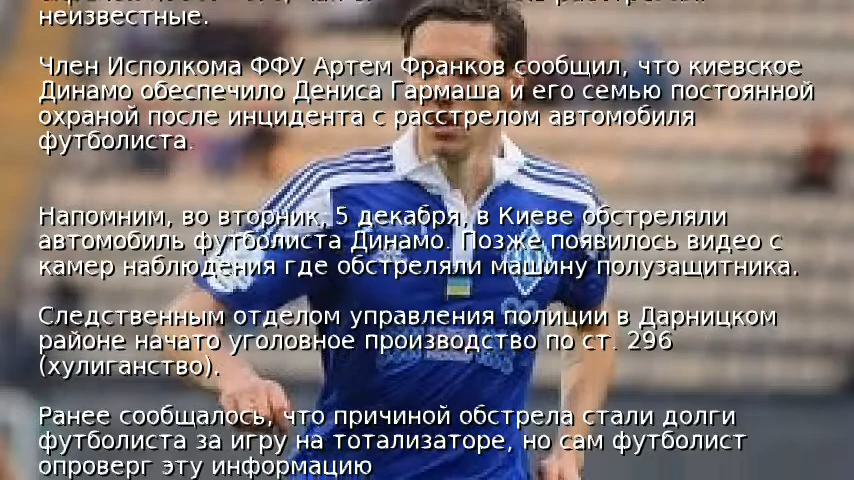 неизвестные.
Член Исполкома ФФУ Артем Франков сообщил, что киевское
Динамо обеспечило Дениса Гармаша и его семью постоянной
охраной после инцидента с расстрелом автомобиля
футболиста.
Напомним, во вторник, 5 декабря, в Киеве обстреляли
автомобиль футболиста Динамо. Позже появилось видео с
камер наблюдения где обстреляли машину полузащитника.
Следственным отделом управления полиции в Дарницком
районе начато уголовное производство по ст. 296
(хулиганство).
Ранее сообщалось, что причиной обстрела стали долги
футболиста за игру на тотализаторе, но сам футболист
опроверг эту информацию